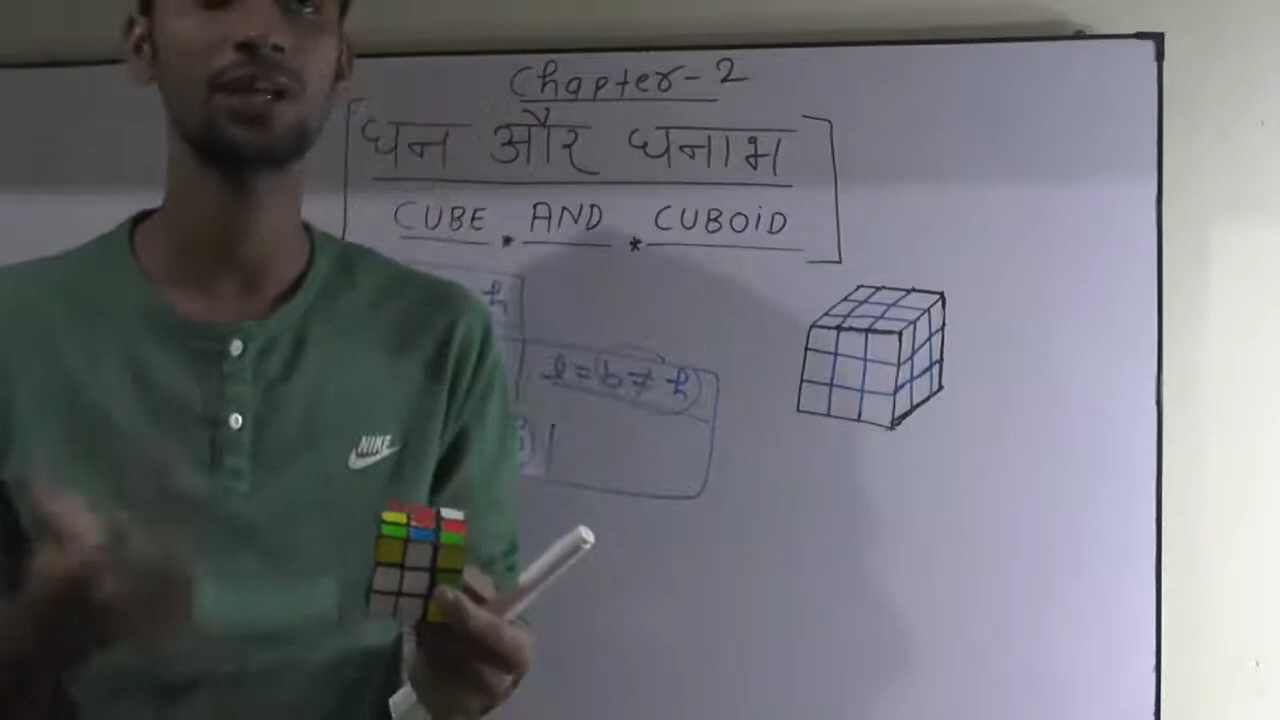 Chapter-2
घन और घनाभ
CUBE AND CUBOID
h
l = b ≠ h
NIKE